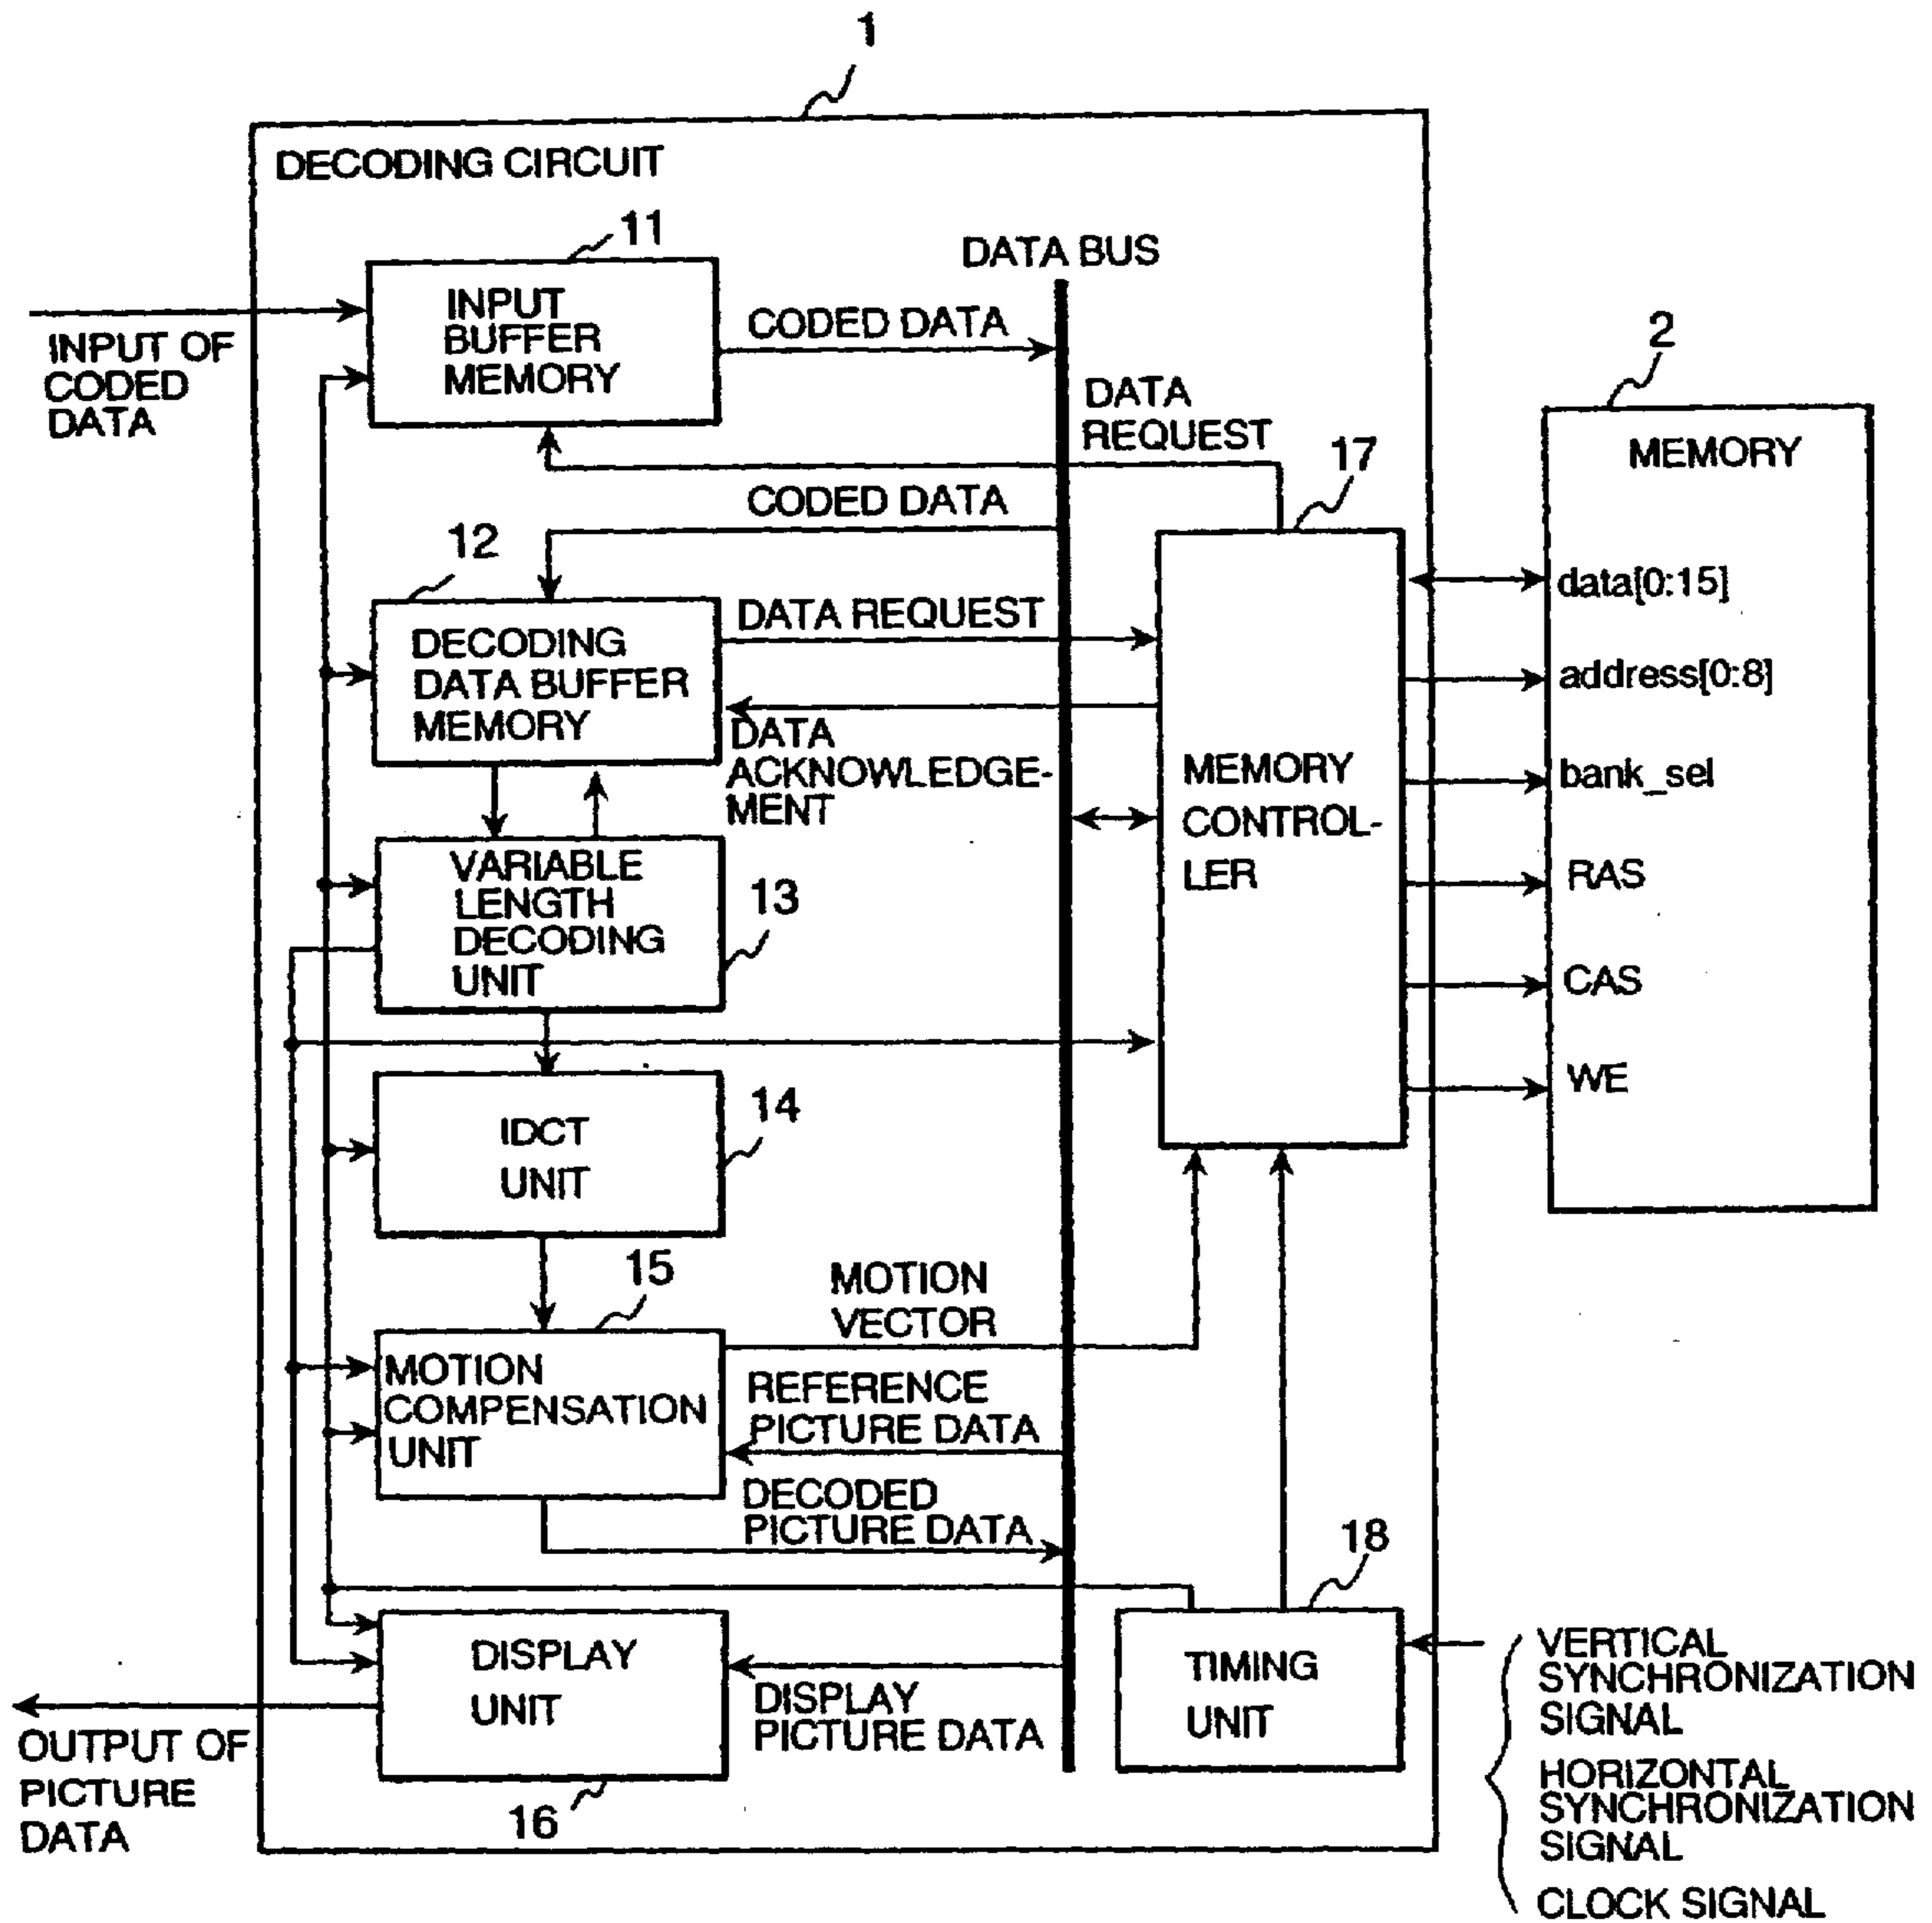 1
DECODING CIRCUIT
11
DATA BUS
INPUT
BUFFER
MEMORY
CODED DATA
INPUT OF
CODED
DATA
2
DATA
REQUEST
MEMORY
17
CODED DATA
12
data[0:15]
DATA REQUEST
DECODING
DATA BUFFER
MEMORY
address[0:8]
DATA
ACKNOWLEDGE-
MENT
MEMORY
CONTROL-
LER
bank_sel
VARIABLE
LENGTH
DECODING
UNIT
13
RAS
CAS
WE
14
IDCT
UNIT
15
MOTION
VECTOR
MOTION
COMPENSATION
UNIT
REFERENCE
PICTURE DATA
DECODED
PICTURE DATA
18
DISPLAY
UNIT
TIMING
UNIT
VERTICAL
SYNCHRONIZATION
SIGNAL
DISPLAY
PICTURE DATA
OUTPUT OF
PICTURE
DATA
HORIZONTAL
SYNCHRONIZATION
SIGNAL
16
CLOCK SIGNAL